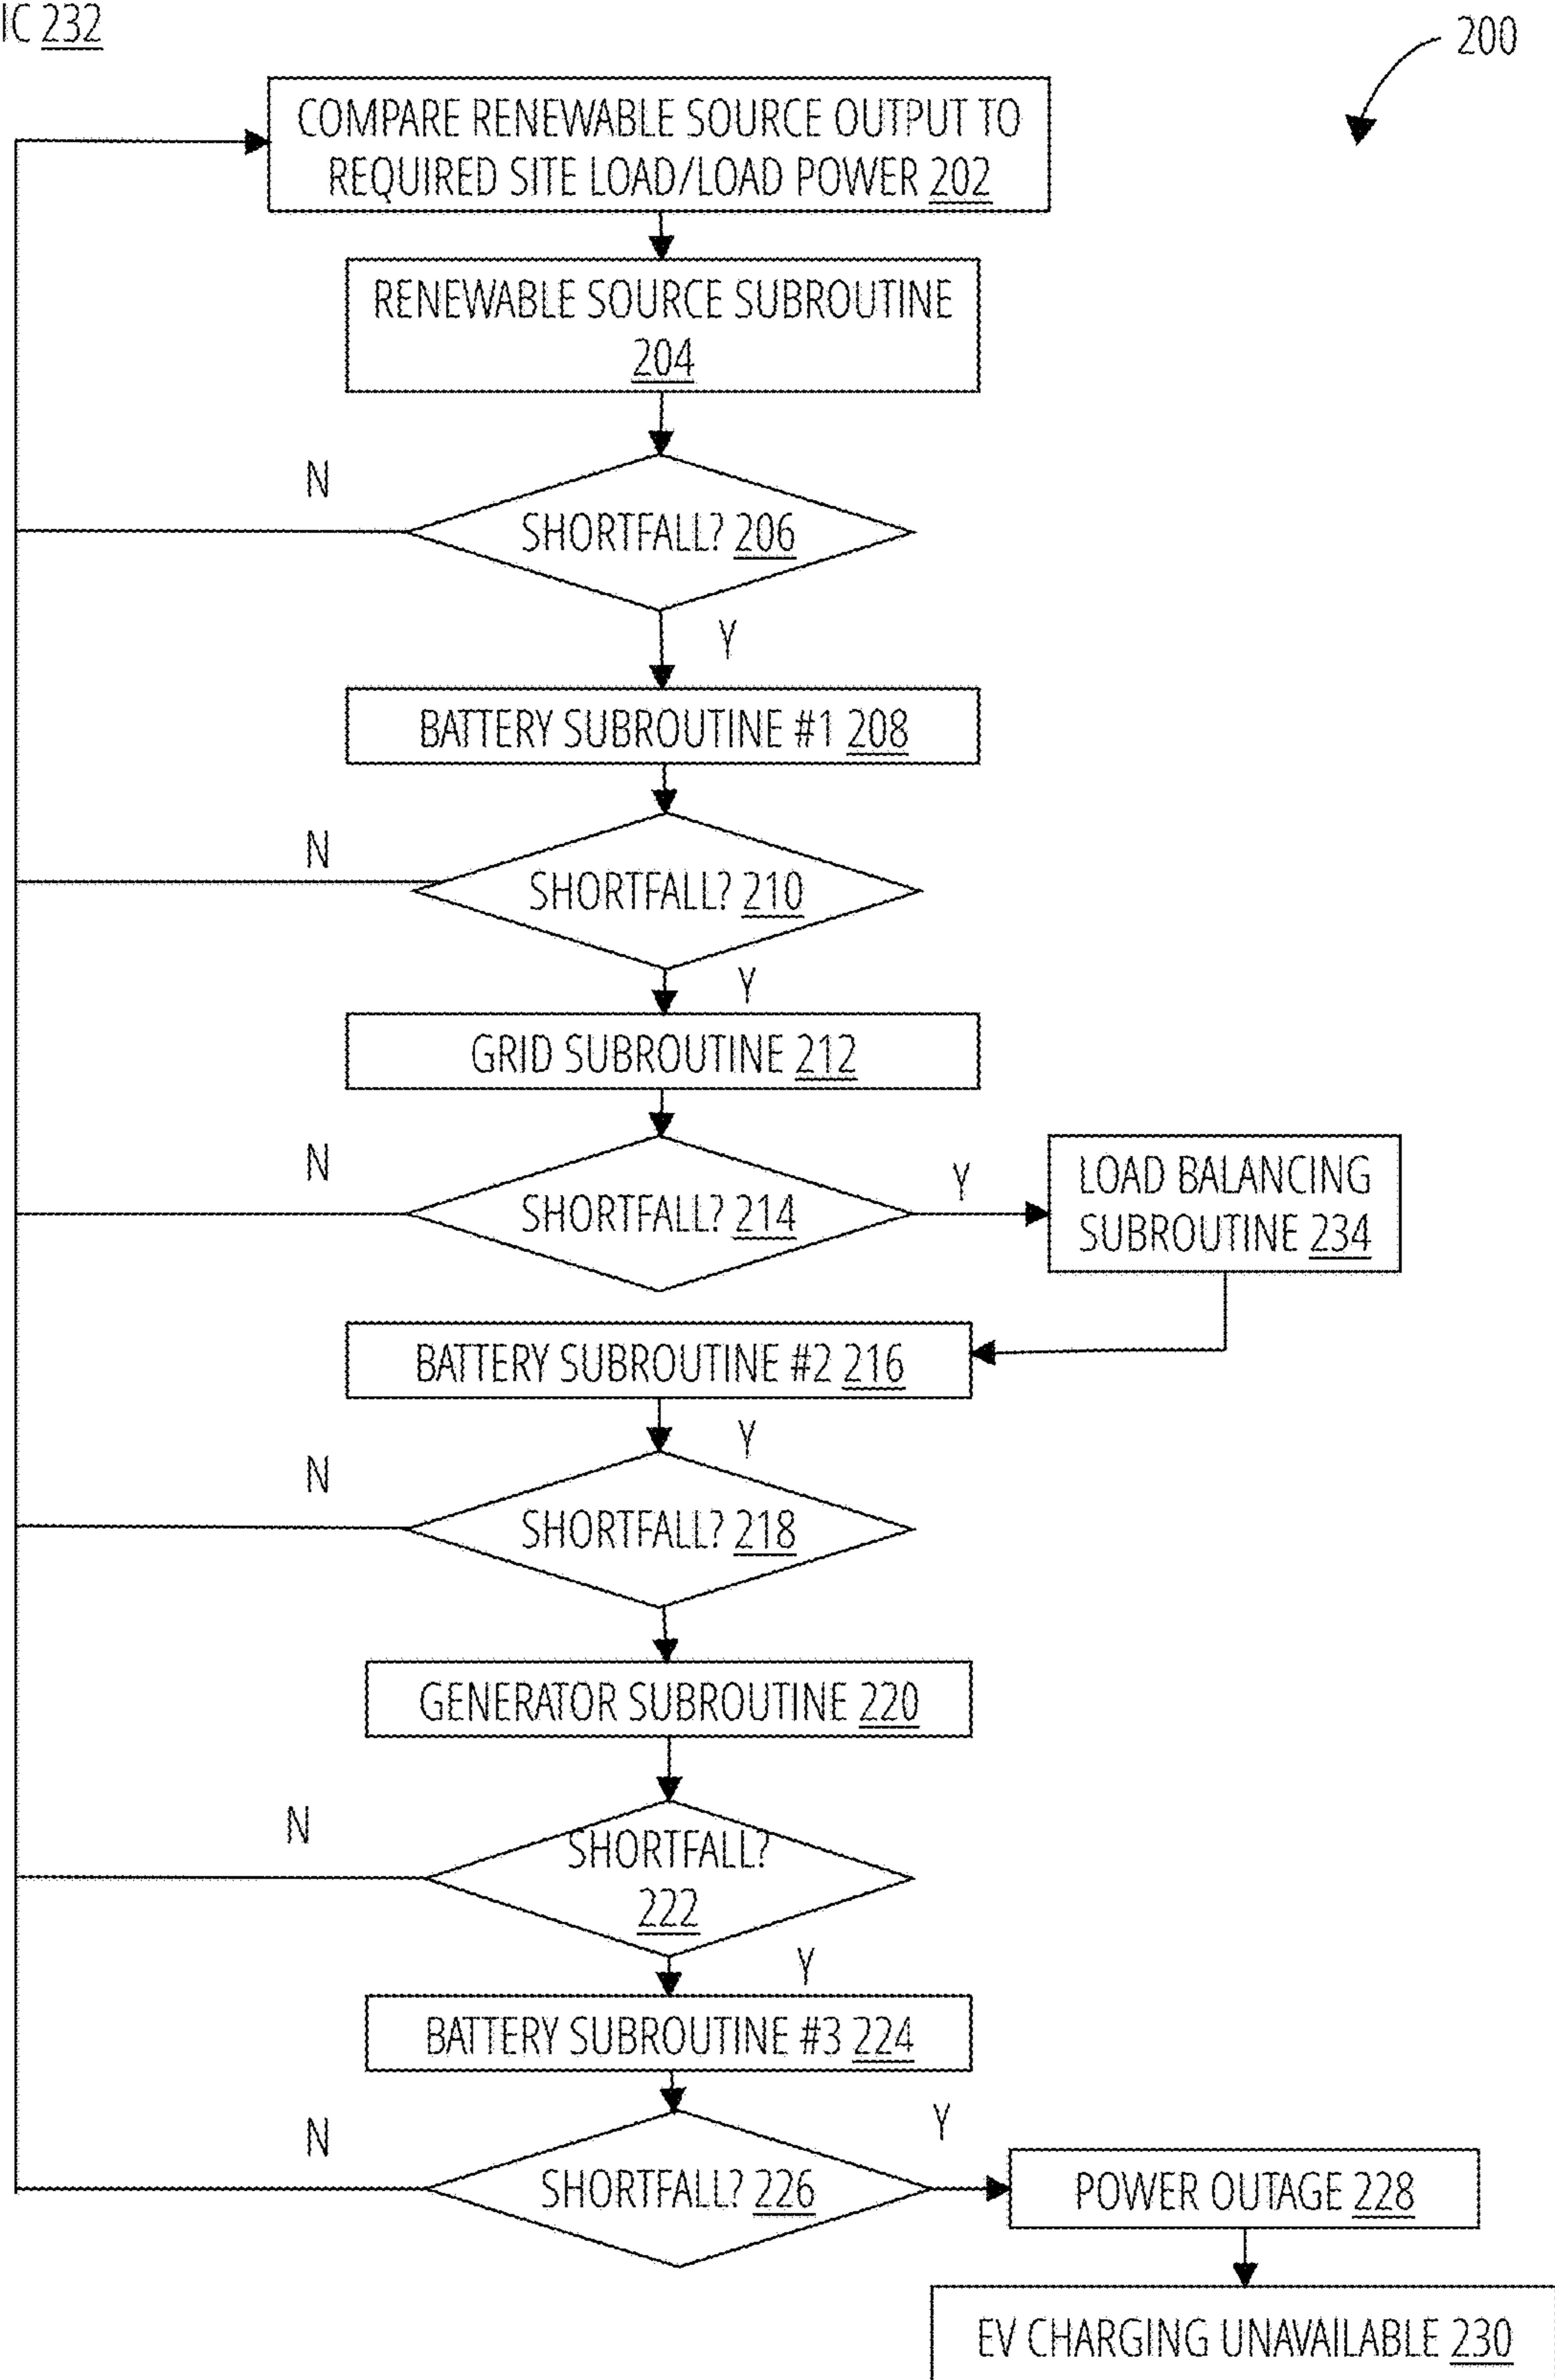 IC 232
200
COMPARE RENEWABLE SOURCE OUTPUT TO
REQUIRED SITE LOAD/LOAD POWER 202
RENEWABLE SOURCE SUBROUTINE
204
N
SHORTFALL? 206
Y
BATTERY SUBROUTINE #1 208
N
SHORTFALL? 210
Y
GRID SUBROUTINE 212
N
SHORTFALL? 214
Y
LOAD BALANCING
SUBROUTINE 234
BATTERY SUBROUTINE #2 216
Y
N
SHORTFALL? 218
GENERATOR SUBROUTINE 220
N
SHORTFALL?
222
Y
BATTERY SUBROUTINE #3 224
N
SHORTFALL? 226
Y
POWER OUTAGE 228
EV CHARGING UNAVAILABLE 230